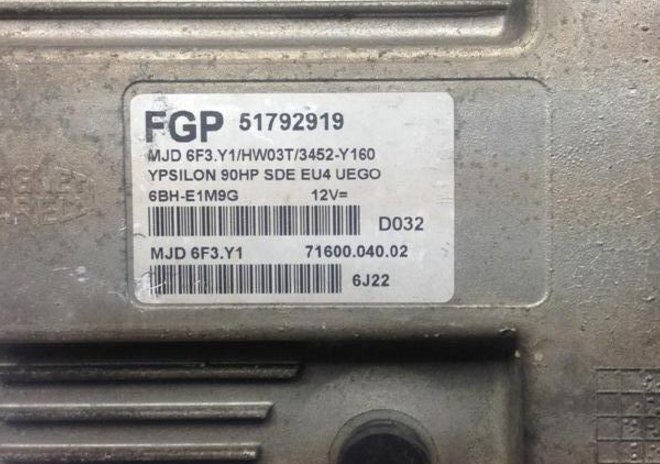 FGP 51792919
MJD 6F3.Y1/HW03T/3452-Y160
YPSILON 90HP SDE EU4 UEGO
6BH-E1M9G 12V=
D032
MJD 6F3.Y1 71600.040.02
6J22